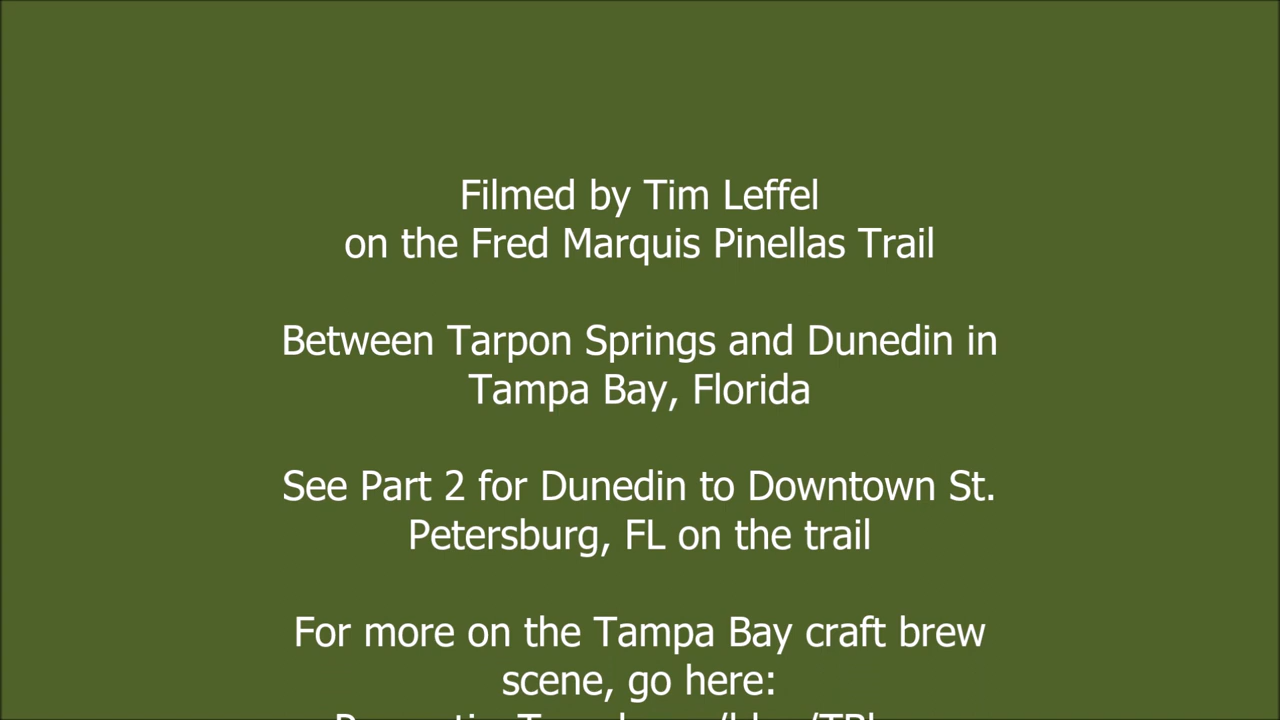 Filmed by Tim Leffel
on the Fred Marquis Pinellas Trail
Between Tarpon Springs and Dunedin in
Tampa Bay, Florida
See Part 2 for Dunedin to Downtown St.
Petersburg, FL on the trail
For more on the Tampa Bay craft brew
scene, go here: